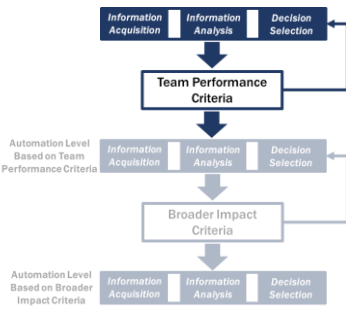 Information Acquisition
Information Analysis
Decision Selection
Team Performance
Criteria
Automation Level
Based on Team
Performance Criteria
Information Acquisition
Information Analysis
Decision Selection
Broader Impact
Criteria
Automation Level
Based on Broader
Impact Criteria
Information Acquisition
Information Analysis
Decision Selection